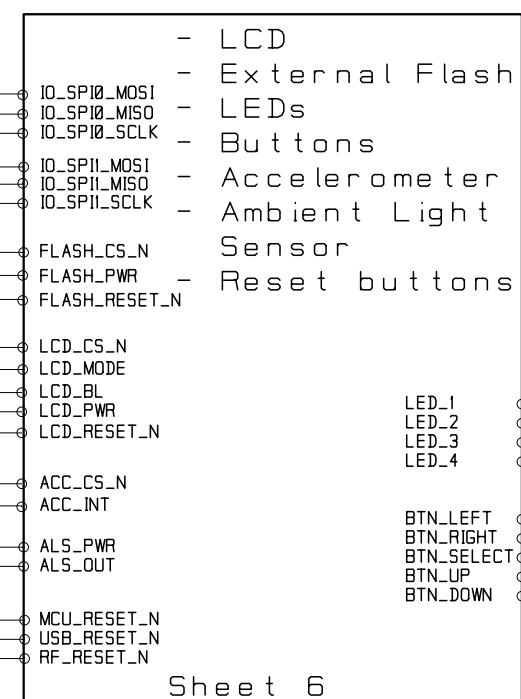 - LCD
- External Flash
- LEDs
- Buttons
- Accelerometer
- Ambient Light
Sensor
- Reset buttons
IO_SPI0_MOSI
IO_SPI0_MISO
IO_SPI0_SCLK
IO_SPI1_MOSI
IO_SPI1_MISO
IO_SPI1_SCLK
FLASH_CS_N
FLASH_PWR
FLASH_RESET_N
LCD_CS_N
LCD_MODE
LCD_BL
LCD_PWR
LCD_RESET_N
ACC_CS_N
ACC_INT
ALS_PWR
ALS_OUT
MCU_RESET_N
USB_RESET_N
RF_RESET_N
LED_1
LED_2
LED_3
LED_4
BTN_LEFT
BTN_RIGHT
BTN_SELECT
BTN_UP
BTN_DOWN
Sheet 6